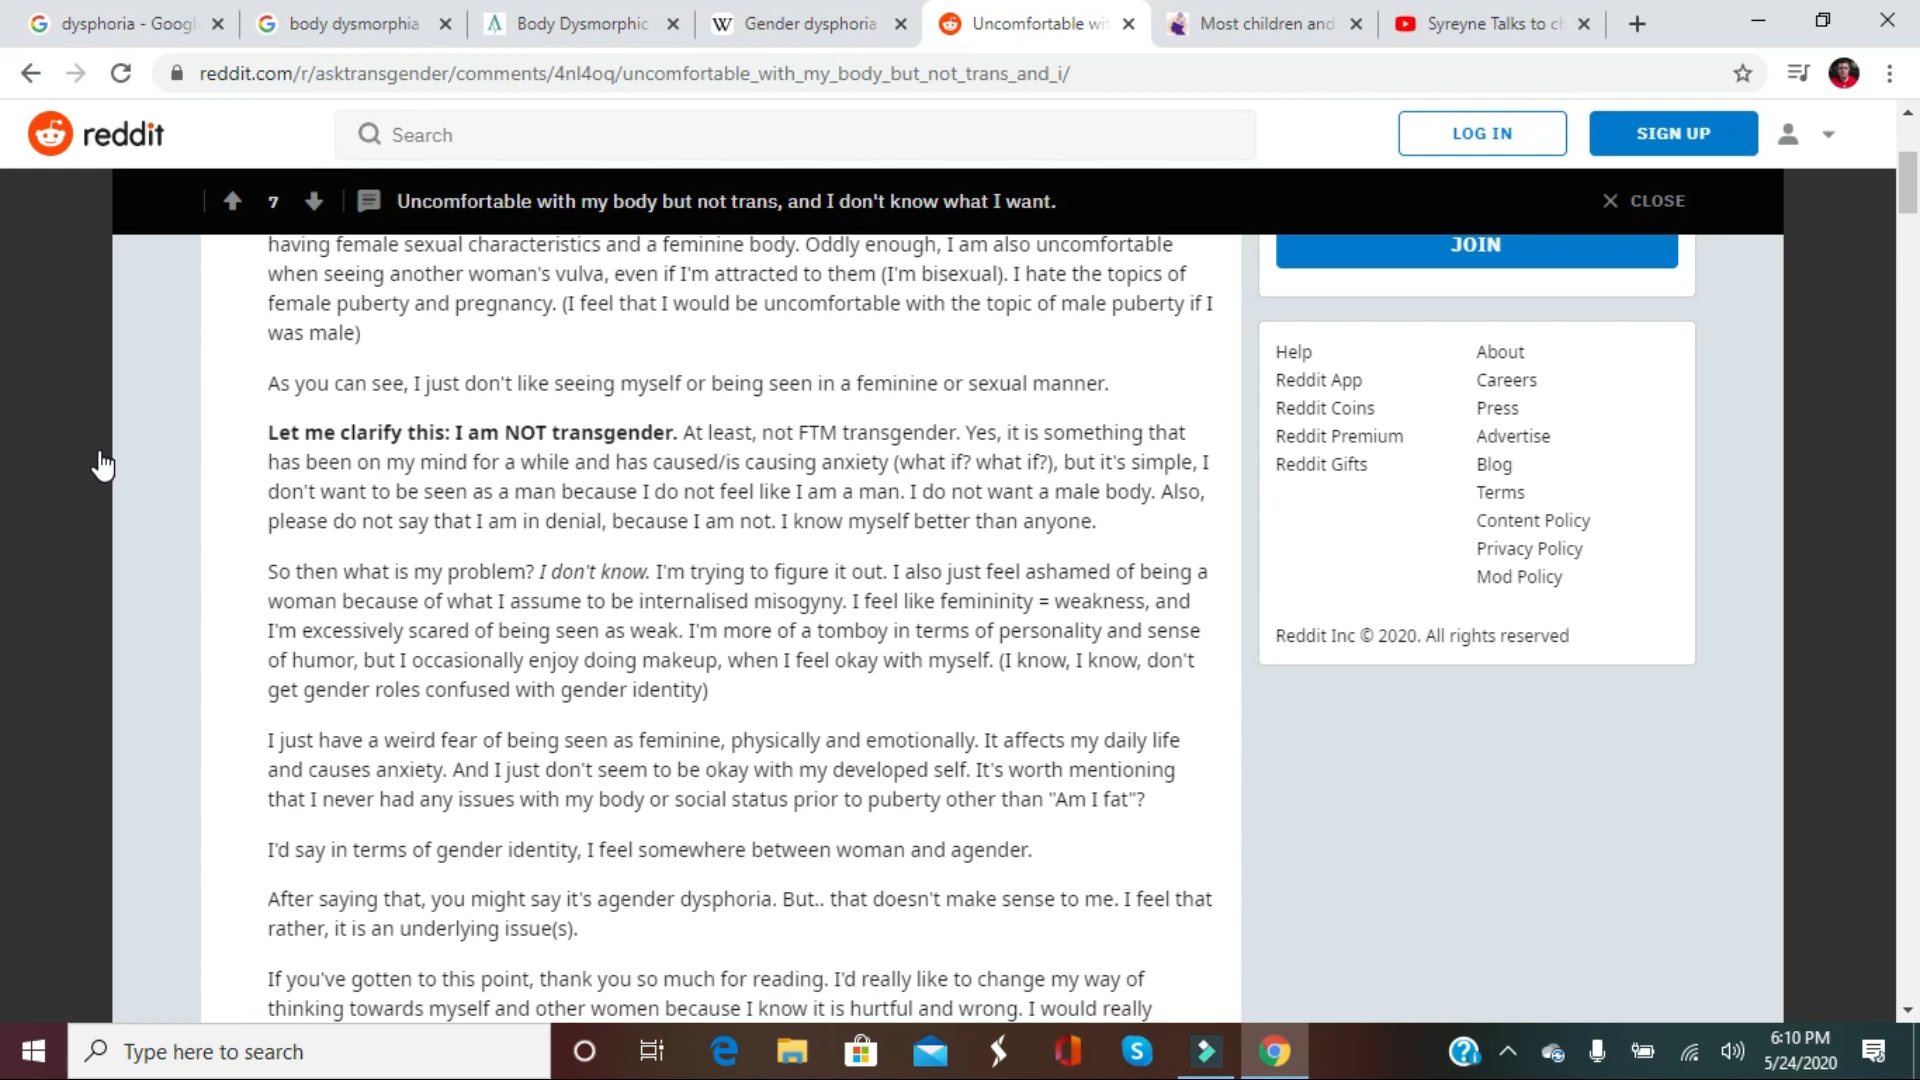 dysphoria - Googl
body dysmorphia
Body Dysmorphic
Gender dysphoria
Uncomfortable wit
Most children and
Syreyne Talks to ch
reddit.com/r/asktransgender/comments/4nl4oq/uncomfortable_with_my_body_but_not_trans_and_i/
reddit
Search
LOG IN
SIGN UP
7
Uncomfortable with my body but not trans, and I don't know what I want.
CLOSE
having female sexual characteristics and a feminine body. Oddly enough, I am also uncomfortable
when seeing another woman's vulva, even if I'm attracted to them (I'm bisexual). I hate the topics of
female puberty and pregnancy. (I feel that I would be uncomfortable with the topic of male puberty if I
was male)
As you can see, I just don't like seeing myself or being seen in a feminine or sexual manner.
Let me clarify this: I am NOT transgender. At least, not FTM transgender. Yes, it is something that
has been on my mind for a while and has caused/is causing anxiety (what if? what if?), but it's simple, I
don't want to be seen as a man because I do not feel like I am a man. I do not want a male body. Also,
please do not say that I am in denial, because I am not. I know myself better than anyone.
So then what is my problem? I don't know. I'm trying to figure it out. I also just feel ashamed of being a
woman because of what I assume to be internalised misogyny. I feel like femininity = weakness, and
I'm excessively scared of being seen as weak. I'm more of a tomboy in terms of personality and sense
of humor, but I occasionally enjoy doing makeup, when I feel okay with myself. (I know, I know, don't
get gender roles confused with gender identity)
I just have a weird fear of being seen as feminine, physically and emotionally. It affects my daily life
and causes anxiety. And I just don't seem to be okay with my developed self. It's worth mentioning
that I never had any issues with my body or social status prior to puberty other than "Am I fat"?
I'd say in terms of gender identity, I feel somewhere between woman and agender.
After saying that, you might say it's agender dysphoria. But.. that doesn't make sense to me. I feel that
rather, it is an underlying issue(s).
If you've gotten to this point, thank you so much for reading. I'd really like to change my way of
thinking towards myself and other women because I know it is hurtful and wrong. I would really
JOIN
Help
About
Reddit App
Careers
Reddit Coins
Press
Reddit Premium
Advertise
Reddit Gifts
Blog
Terms
Content Policy
Privacy Policy
Mod Policy
Reddit Inc © 2020. All rights reserved
Type here to search
6:10 PM
5/24/2020